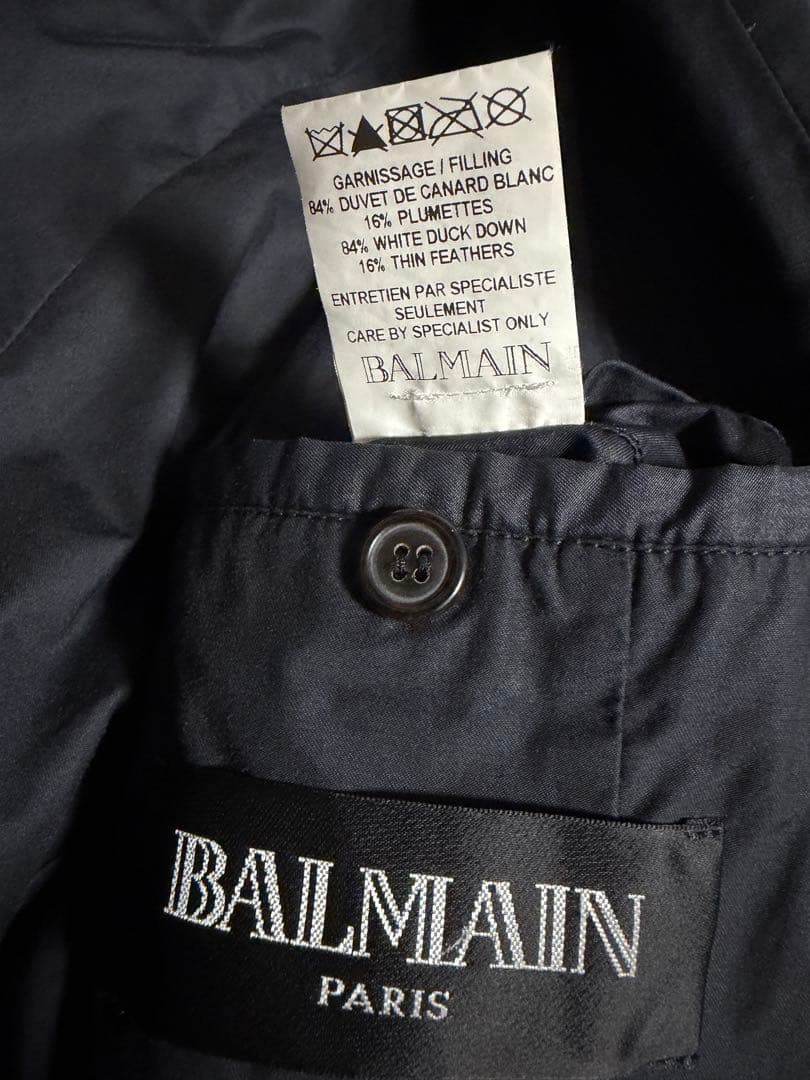 GARNISSAGE / FILLING
84% DUVET DE CANARD BLANC
16% PLUMETTES
84% WHITE DUCK DOWN
16% THIN FEATHERS
ENTRETIEN PAR SPECIALISTE
SEULEMENT
CARE BY SPECIALIST ONLY
BALMAIN
BALMAIN
PARIS